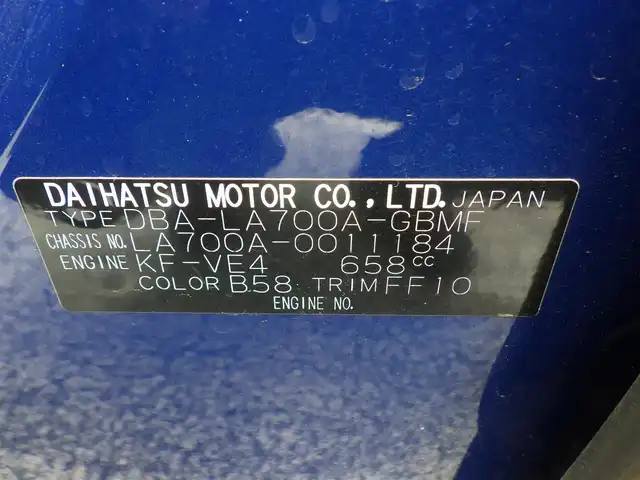 DAIHATSU MOTOR CO., LTD. JAPAN
TYPE DBA-LA700A-GBMF
CHASSIS NO. LA700A-0011184
ENGINE KF-VE4 658cc
COLOR B58 TRIM FF10
ENGINE NO.